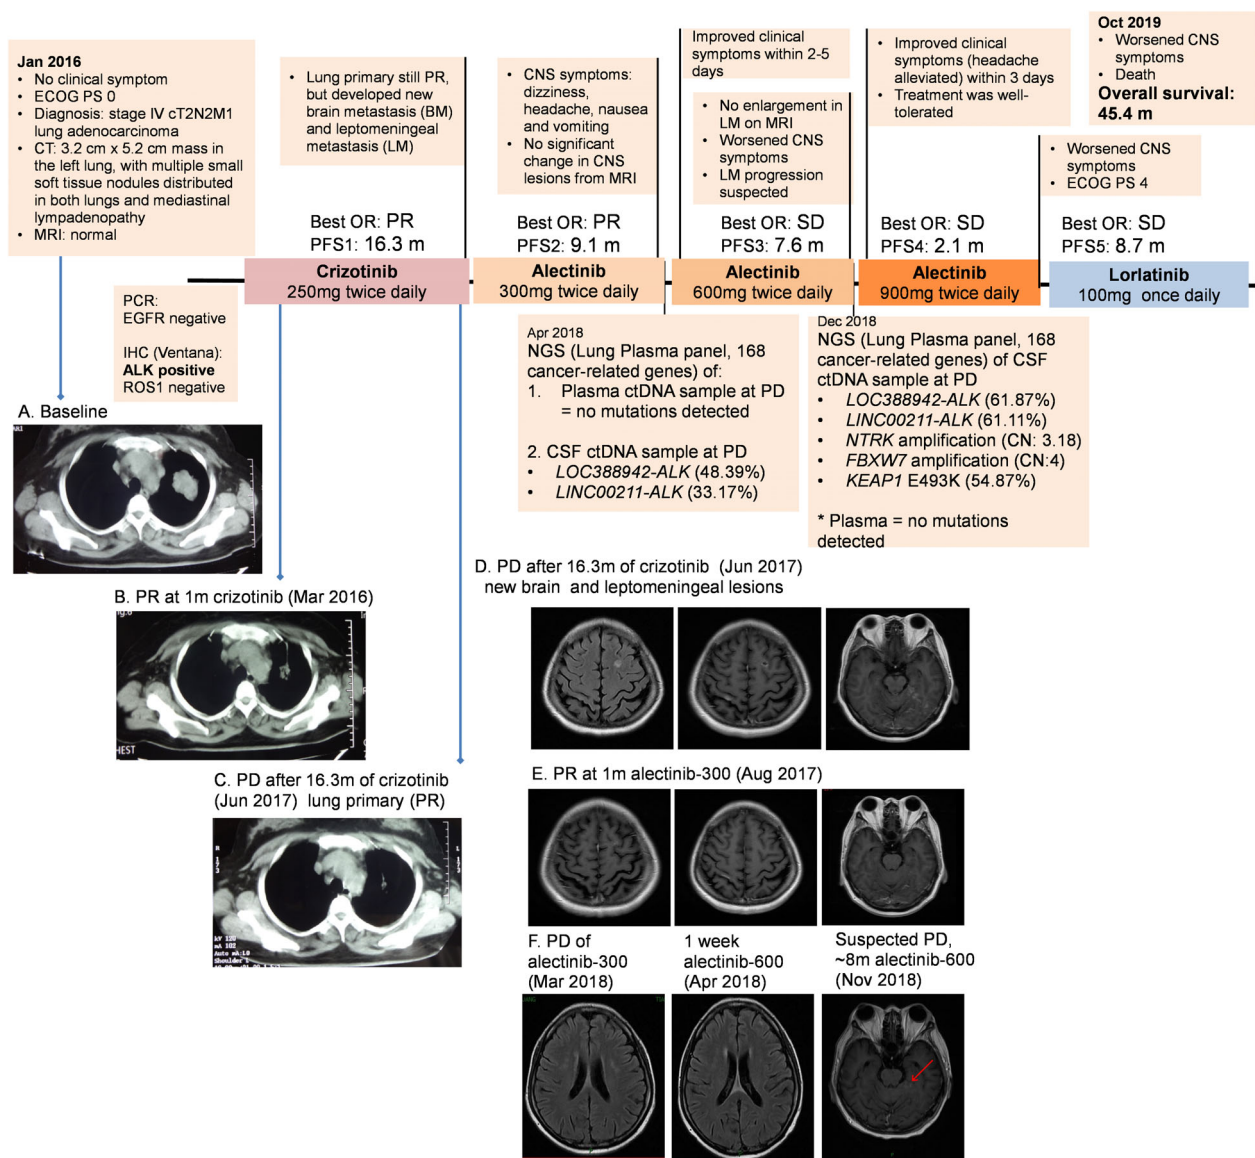 Jan 2016
• No clinical symptom
• ECOG PS 0
• Diagnosis: stage IV cT2N2M1
lung adenocarcinoma
• CT: 3.2 cm x 5.2 cm mass in
the left lung, with multiple small
soft tissue nodules distributed
in both lungs and mediastinal
lympadenopathy
• MRI: normal
• Lung primary still PR,
but developed new
brain metastasis (BM)
and leptomeningeal
metastasis (LM)
• CNS symptoms:
dizziness,
headache, nausea
and vomiting
• No significant
change in CNS
lesions from MRI
Improved clinical
symptoms within 2-5
days
• No enlargement in
LM on MRI
• Worsened CNS
symptoms
• LM progression
suspected
• Improved clinical
symptoms (headache
alleviated) within 3 days
• Treatment was well-
tolerated
Oct 2019
• Worsened CNS
symptoms
• Death
Overall survival:
45.4 m
• Worsened CNS
symptoms
• ECOG PS 4
Best OR: PR
PFS1: 16.3 m
Best OR: PR
PFS2: 9.1 m
Best OR: SD
PFS3: 7.6 m
Best OR: SD
PFS4: 2.1 m
Best OR: SD
PFS5: 8.7 m
Crizotinib
250mg twice daily
Alectinib
300mg twice daily
Alectinib
600mg twice daily
Alectinib
900mg twice daily
Lorlatinib
100mg once daily
PCR:
EGFR negative
IHC (Ventana):
ALK positive
ROS1 negative
Apr 2018
NGS (Lung Plasma panel, 168
cancer-related genes) of:
1. Plasma ctDNA sample at PD
= no mutations detected
2. CSF ctDNA sample at PD
• LOC388942-ALK (48.39%)
• LINC00211-ALK (33.17%)
Dec 2018
NGS (Lung Plasma panel, 168
cancer-related genes) of CSF
ctDNA sample at PD
• LOC388942-ALK (61.87%)
• LINC00211-ALK (61.11%)
• NTRK amplification (CN: 3.18)
• FBXW7 amplification (CN:4)
• KEAP1 E493K (54.87%)
* Plasma = no mutations
detected
A. Baseline
B. PR at 1m crizotinib (Mar 2016)
HEST
C. PD after 16.3m of crizotinib
(Jun 2017) lung primary (PR)
R
1
7
3
L
1
7
3
kV 120
mA 102
Auto mA:10
Shoulder 1
D. PD after 16.3m of crizotinib (Jun 2017)
new brain and leptomeningeal lesions
E. PR at 1m alectinib-300 (Aug 2017)
F. PD of
alectinib-300
(Mar 2018)
1 week
alectinib-600
(Apr 2018)
Suspected PD,
~8m alectinib-600
(Nov 2018)